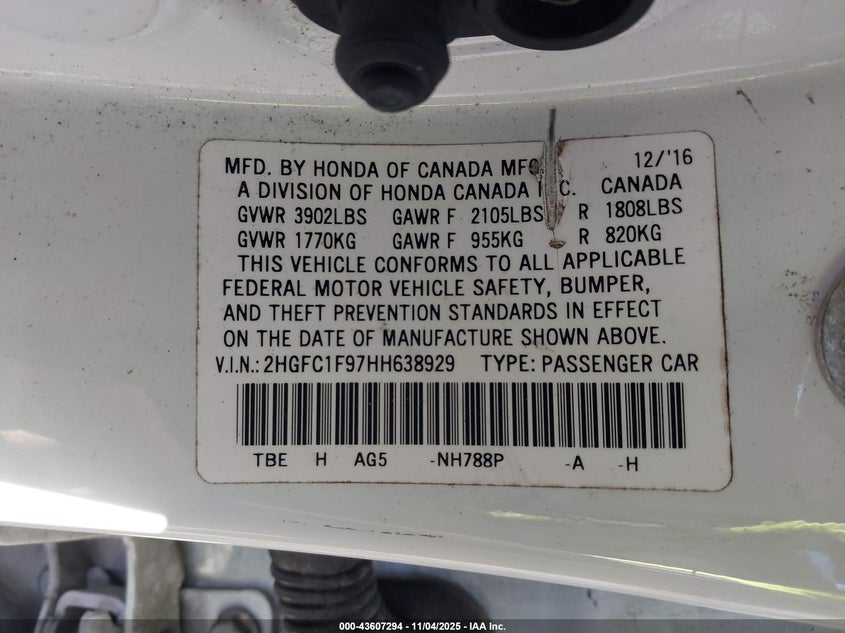 MFD. BY HONDA OF CANADA MFG 12/'16
A DIVISION OF HONDA CANADA INC. CANADA
GVWR 3902LBS GAWR F 2105LBS R 1808LBS
GVWR 1770KG GAWR F 955KG R 820KG
THIS VEHICLE CONFORMS TO ALL APPLICABLE
FEDERAL MOTOR VEHICLE SAFETY, BUMPER,
AND THEFT PREVENTION STANDARDS IN EFFECT
ON THE DATE OF MANUFACTURE SHOWN ABOVE.
V.I.N.: 2HGFC1F97HH638929 TYPE: PASSENGER CAR
TBE H AG5 -NH788P -A -H
000-43607294 - 11/04/2025 - IAA Inc.